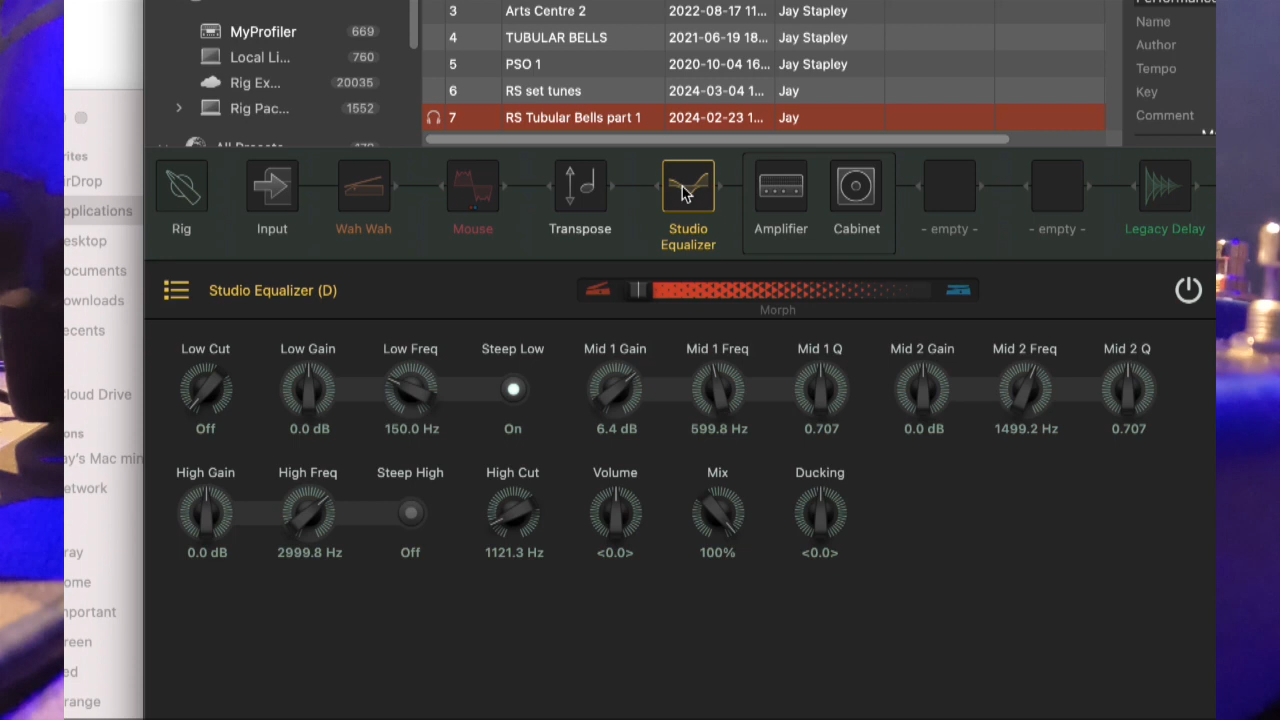 3 Arts Centre 2 2022-08-17 11... Jay Stapley
MyProfiler 669
4 TUBULAR BELLS 2021-06-19 18... Jay Stapley
Local Li... 760
5 PSO 1 2020-10-04 16... Jay Stapley
Rig Ex... 20035
6 RS set tunes 2024-03-04 1... Jay
Rig Pac... 1552
7 RS Tubular Bells part 1 2024-02-23 1... Jay
Name
Author
Tempo
Key
Comment
rites
irDrop
pplications
esktop
ocuments
ownloads
ecents
Cloud Drive
ons
ay's Mac min
etwork
ray
ome
mportant
reen
ed
range
Rig Input Wah Wah Mouse Transpose Studio Equalizer Amplifier Cabinet - empty - - empty - Legacy Delay
Studio Equalizer (D)
Morph
Low Cut Low Gain Low Freq Steep Low Mid 1 Gain Mid 1 Freq Mid 1 Q Mid 2 Gain Mid 2 Freq Mid 2 Q
Off 0.0 dB 150.0 Hz On 6.4 dB 599.8 Hz 0.707 0.0 dB 1499.2 Hz 0.707
High Gain High Freq Steep High High Cut Volume Mix Ducking
0.0 dB 2999.8 Hz Off 1121.3 Hz <0.0> 100% <0.0>